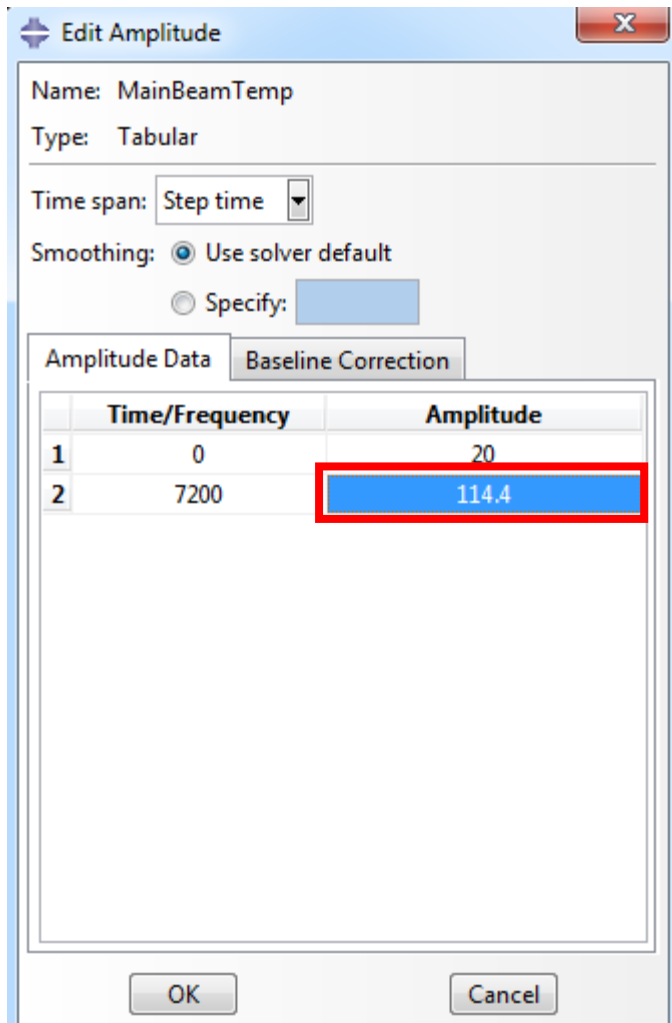 Edit Amplitude
Name: MainBeamTemp
Type: Tabular
Time span: Step time
Smoothing: Use solver default
Specify:
Amplitude Data Baseline Correction
Time/Frequency Amplitude
1 0 20
2 7200 114.4
OK Cancel